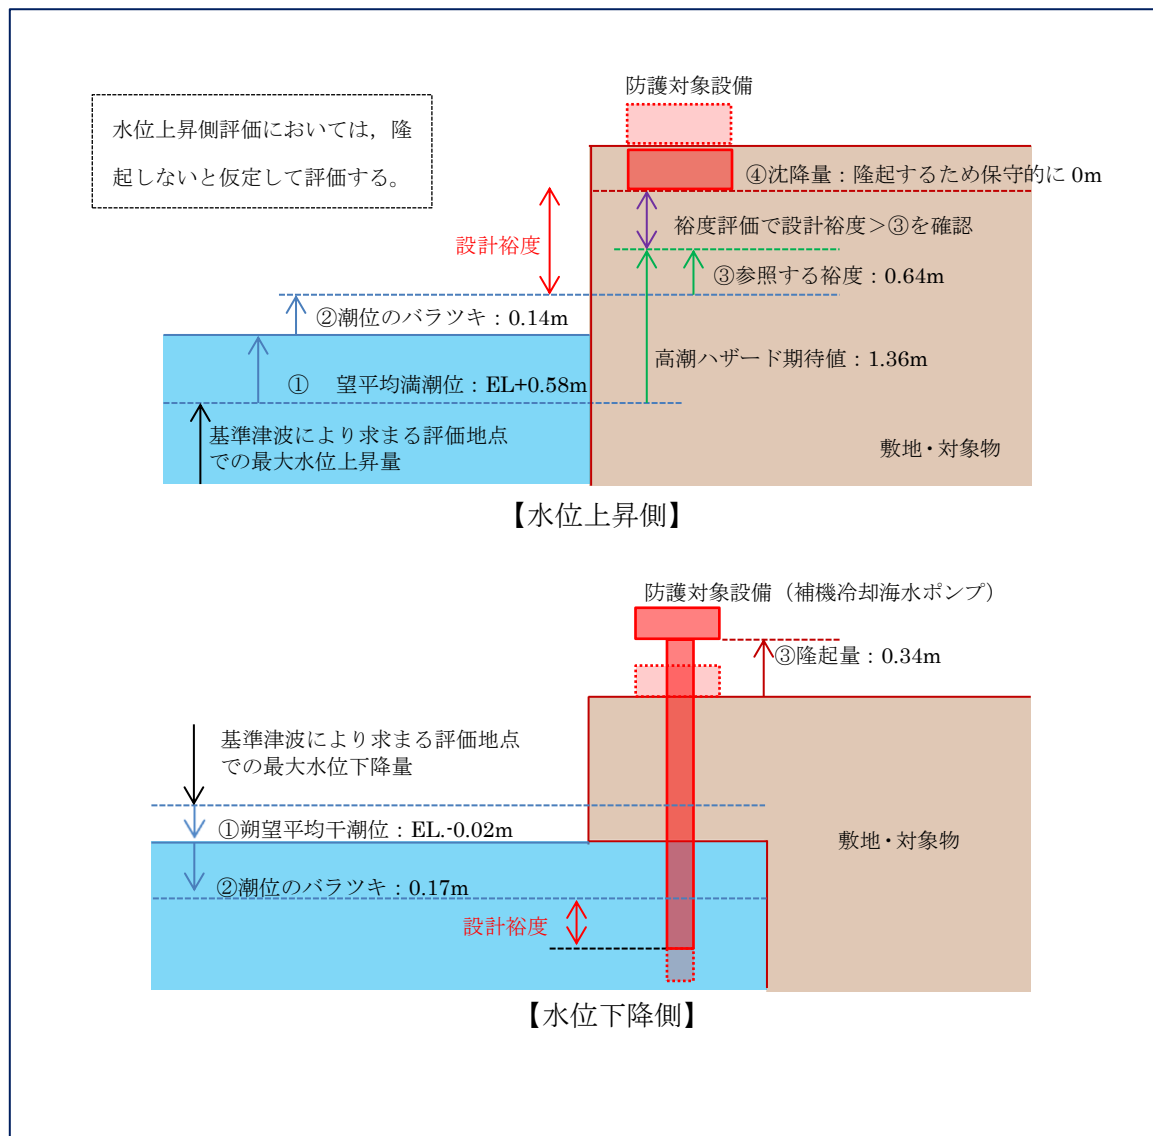 防護対象設備
水位上昇側評価においては，隆
起しないと仮定して評価する。
④沈降量：隆起するため保守的に 0m
裕度評価で設計裕度＞③を確認
設計裕度
③参照する裕度：0.64m
②潮位のバラツキ：0.14m
高潮ハザード期待値：1.36m
①　望平均満潮位：EL+0.58m
基準津波により求まる評価地点
での最大水位上昇量
敷地・対象物
【水位上昇側】
防護対象設備（補機冷却海水ポンプ）
③隆起量：0.34m
基準津波により求まる評価地点
での最大水位下降量
①朔望平均干潮位：EL.-0.02m
敷地・対象物
②潮位のバラツキ：0.17m
設計裕度
【水位下降側】